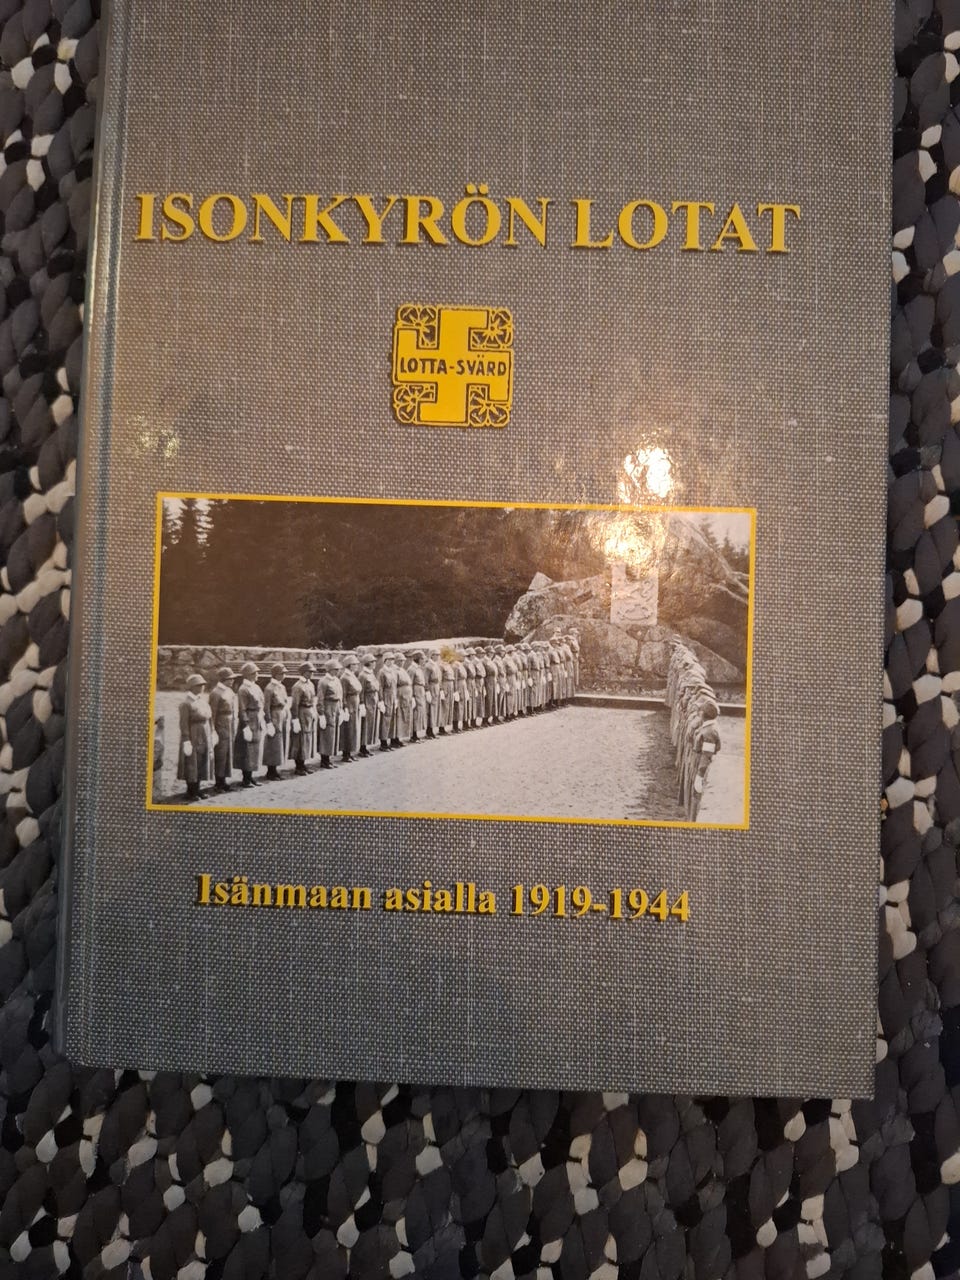 ISONKYRÖN LOTAT
LOTTA-SVÄRD
Isänmaan asialla 1919-1944